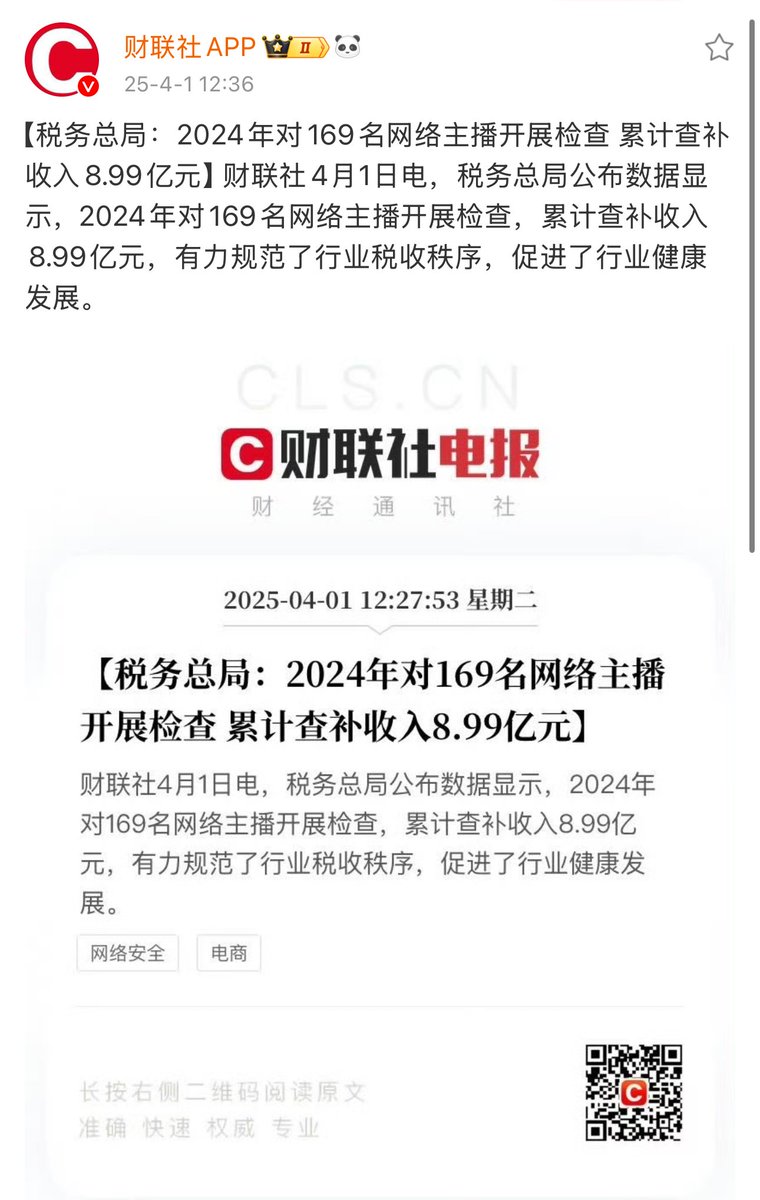 财联社APP II
25-4-1 12:36
【税务总局：2024年对169名网络主播开展检查 累计查补
收入8.99亿元】财联社4月1日电，税务总局公布数据显
示，2024年对169名网络主播开展检查，累计查补收入
8.99亿元，有力规范了行业税收秩序，促进了行业健康
发展。
CLS.CN
C财联社电报
财经通讯社
2025-04-01 12:27:53 星期二
【税务总局：2024年对169名网络主播
开展检查 累计查补收入8.99亿元】
财联社4月1日电，税务总局公布数据显示，2024年
对169名网络主播开展检查，累计查补收入8.99亿
元，有力规范了行业税收秩序，促进了行业健康发
展。
网络安全 电商
长按右侧二维码阅读原文
准确 快速 权威 专业